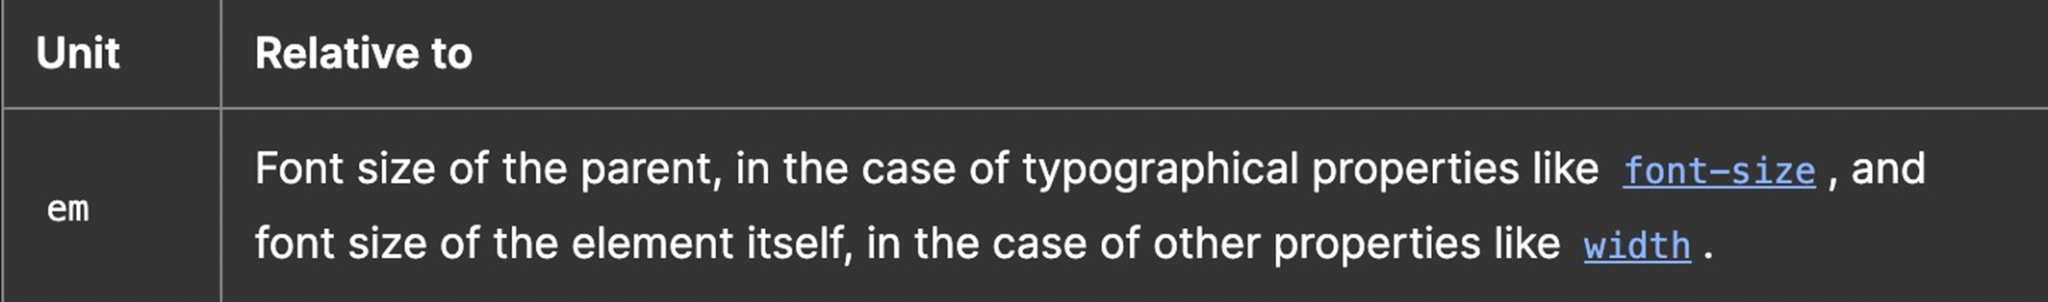 Unit
Relative to
em
Font size of the parent, in the case of typographical properties like font-size, and
font size of the element itself, in the case of other properties like width.